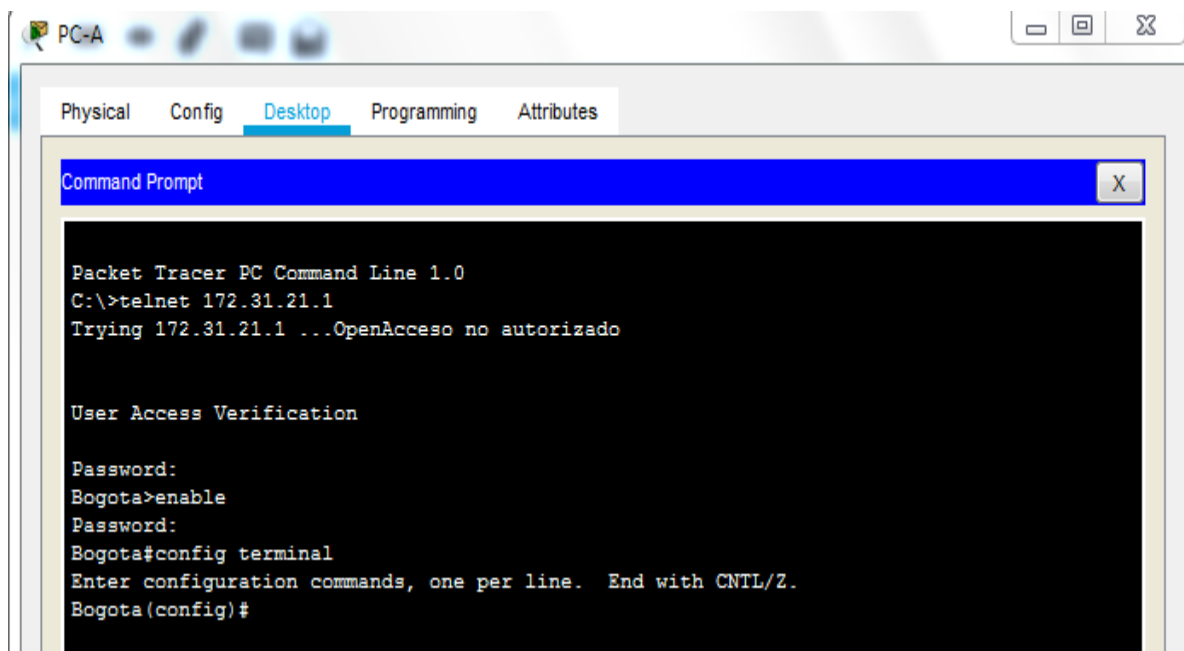 PC-A
Physical Config Desktop Programming Attributes
Command Prompt
X
Packet Tracer PC Command Line 1.0
C:\>telnet 172.31.21.1
Trying 172.31.21.1 ...OpenAcceso no autorizado
User Access Verification
Password:
Bogota>enable
Password:
Bogota#config terminal
Enter configuration commands, one per line.  End with CNTL/Z.
Bogota(config)#